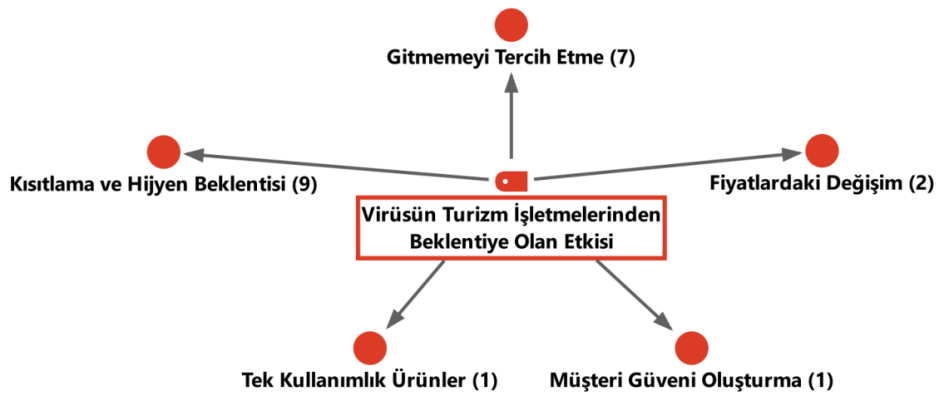 Gitmemeyi Tercih Etme (7)
Kısıtlama ve Hijyen Beklentisi (9)
Fiyatlardaki Değişim (2)
Virüsün Turizm İşletmelerinden
Beklentiye Olan Etkisi
Tek Kullanımlık Ürünler (1)
Müşteri Güveni Oluşturma (1)